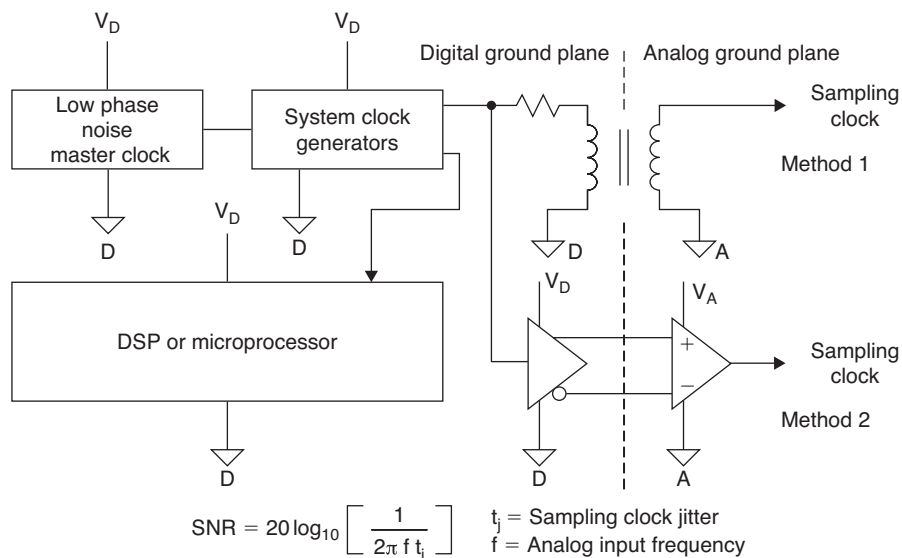 V_D
V_D
Digital ground plane
Analog ground plane
Low phase
noise
master clock
System clock
generators
Sampling
clock
Method 1
D
D
D
A
V_D
V_D
V_A
DSP or microprocessor
+
−
Sampling
clock
Method 2
D
D
A
SNR = 20 log₁₀ [ 1 / 2π f t_j ]
t_j = Sampling clock jitter
f = Analog input frequency